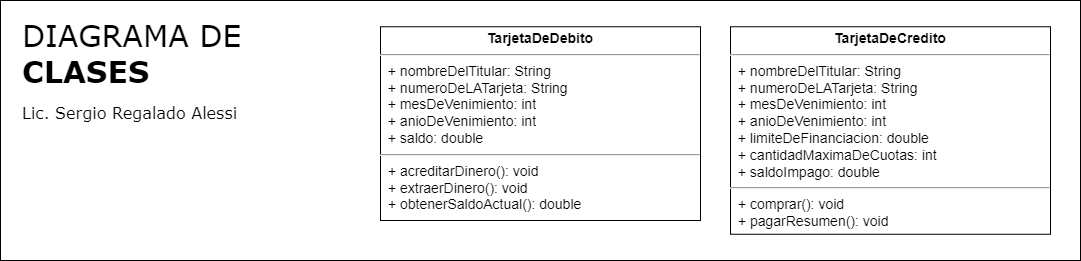 DIAGRAMA DE
CLASES
Lic. Sergio Regalado Alessi
TarjetaDeDebito
+ nombreDelTitular: String
+ numeroDeLATarjeta: String
+ mesDeVenimiento: int
+ anioDeVenimiento: int
+ saldo: double
+ acreditarDinero(): void
+ extraerDinero(): void
+ obtenerSaldoActual(): double
TarjetaDeCredito
+ nombreDelTitular: String
+ numeroDeLATarjeta: String
+ mesDeVenimiento: int
+ anioDeVenimiento: int
+ limiteDeFinanciacion: double
+ cantidadMaximaDeCuotas: int
+ saldoImpago: double
+ comprar(): void
+ pagarResumen(): void